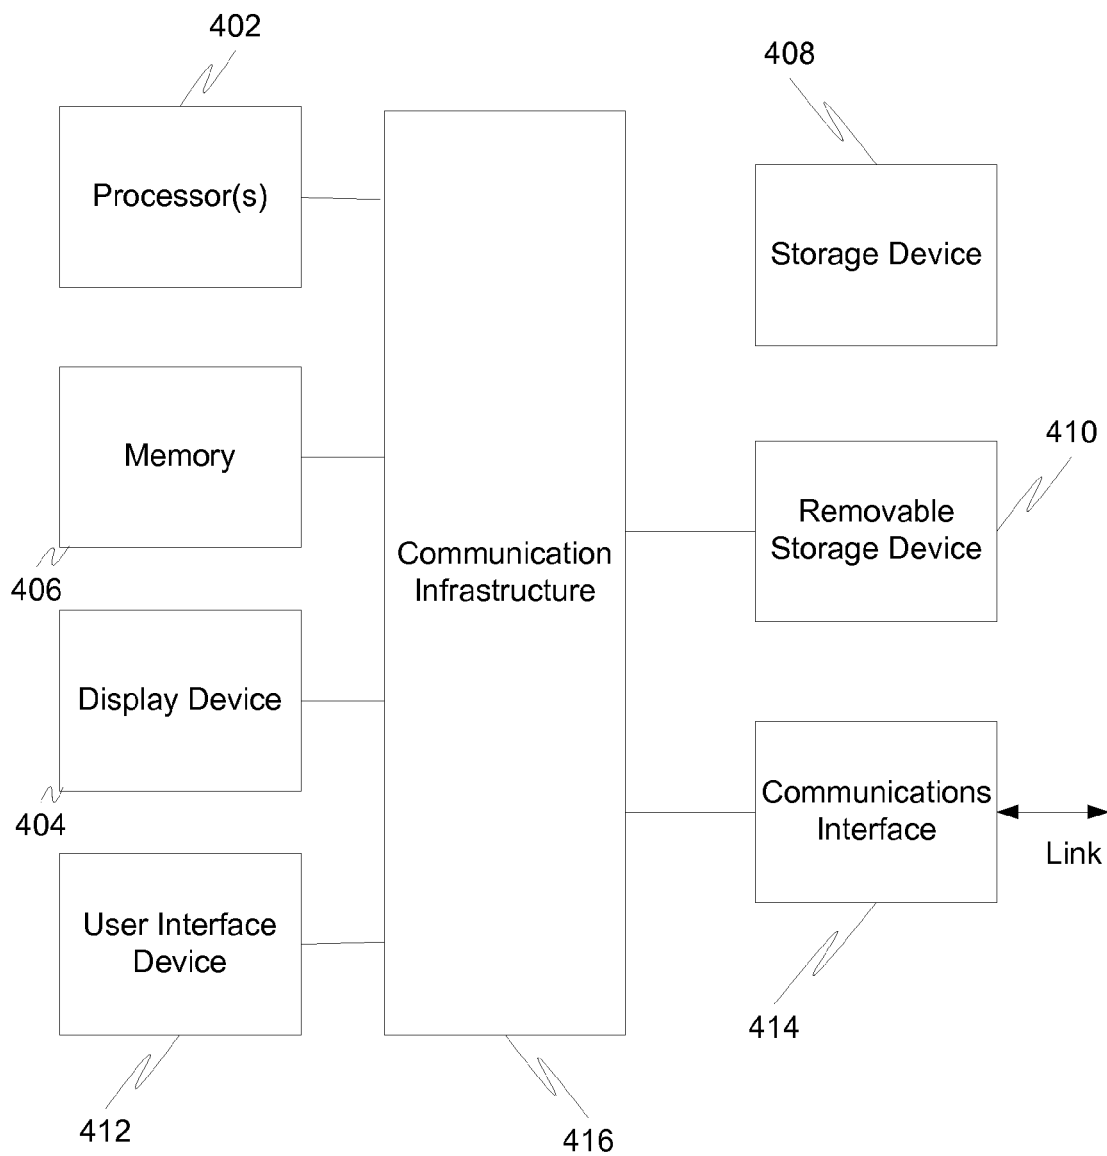 402
408
Processor(s)
Storage Device
410
Memory
Removable
Storage Device
406
Communication
Infrastructure
Display Device
404
Communications
Interface
Link
User Interface
Device
414
412
416